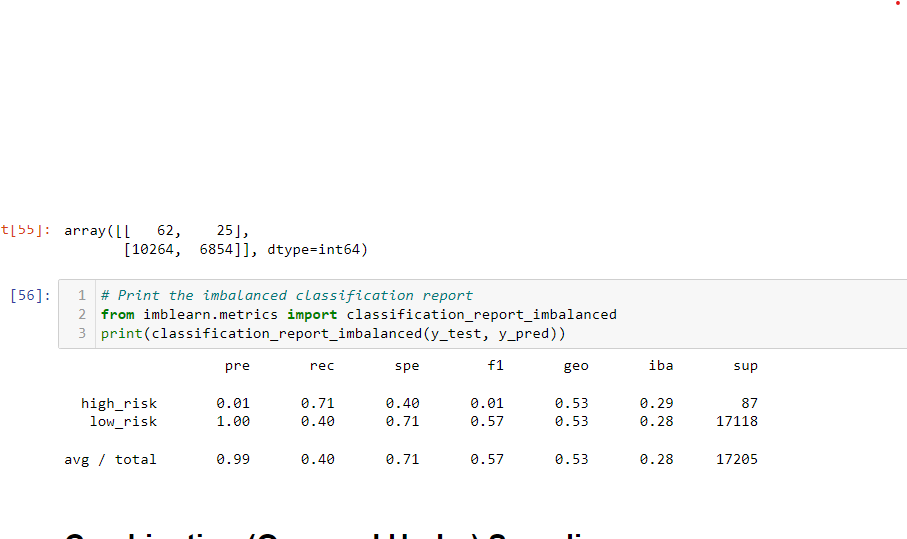 t[55]: array([[   62,    25],
       [10264,  6854]], dtype=int64)
[56]: 1 # Print the imbalanced classification report
2 from imblearn.metrics import classification_report_imbalanced
3 print(classification_report_imbalanced(y_test, y_pred))
pre rec spe f1 geo iba sup
high_risk 0.01 0.71 0.40 0.01 0.53 0.29 87
low_risk 1.00 0.40 0.71 0.57 0.53 0.28 17118
avg / total 0.99 0.40 0.71 0.57 0.53 0.28 17205